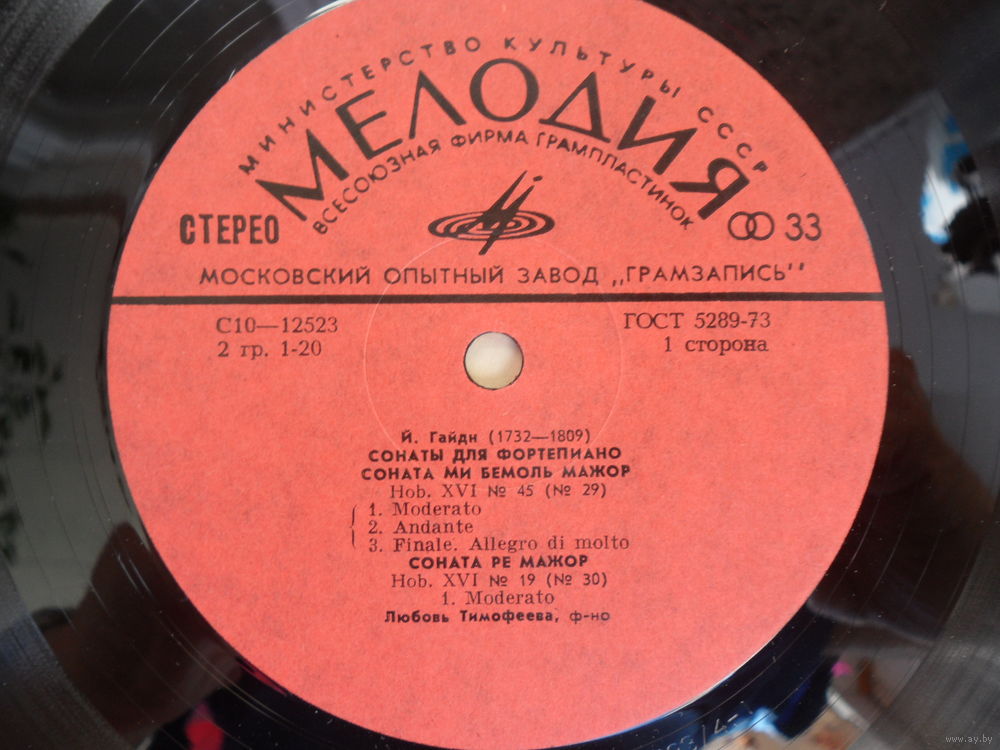 МИНИСТЕРСТВО КУЛЬТУРЫ СССР
МЕЛОДИЯ
ВСЕСОЮЗНАЯ ФИРМА ГРАМПЛАСТИНОК
СТЕРЕО
33
МОСКОВСКИЙ ОПЫТНЫЙ ЗАВОД „ГРАМЗАПИСЬ"
С10—12523
ГОСТ 5289-73
2 гр. 1-20
1 сторона
Й. Гайдн (1732—1809)
СОНАТЫ ДЛЯ ФОРТЕПИАНО
СОНАТА МИ БЕМОЛЬ МАЖОР
Hob. XVI № 45 (№ 29)
1. Moderato
2. Andante
3. Finale. Allegro di molto
СОНАТА РЕ МАЖОР
Hob. XVI № 19 (№ 30)
1. Moderato
Любовь Тимофеева, ф-но
www.ay.by